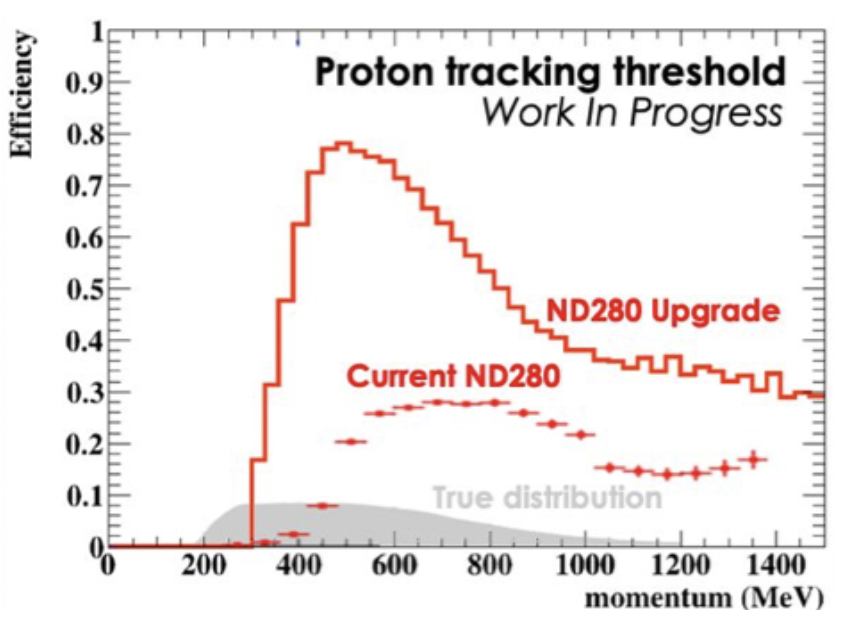 Efficiency
1
0.9
0.8
0.7
0.6
0.5
0.4
0.3
0.2
0.1
0
Proton tracking threshold
Work In Progress
ND280 Upgrade
Current ND280
True distribution
0 200 400 600 800 1000 1200 1400
momentum (MeV)